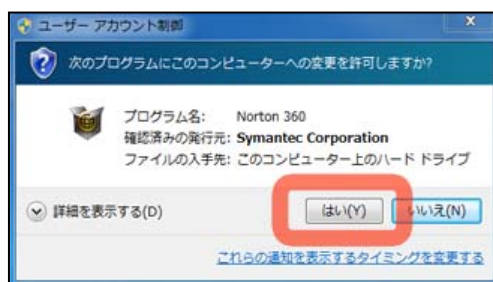 ユーザー アカウント制御
次のプログラムにこのコンピューターへの変更を許可しますか?
プログラム名: Norton 360
確認済みの発行元: Symantec Corporation
ファイルの入手先: このコンピューター上のハード ドライブ
詳細を表示する(D) はい(Y) いいえ(N)
これらの通知を表示するタイミングを変更する